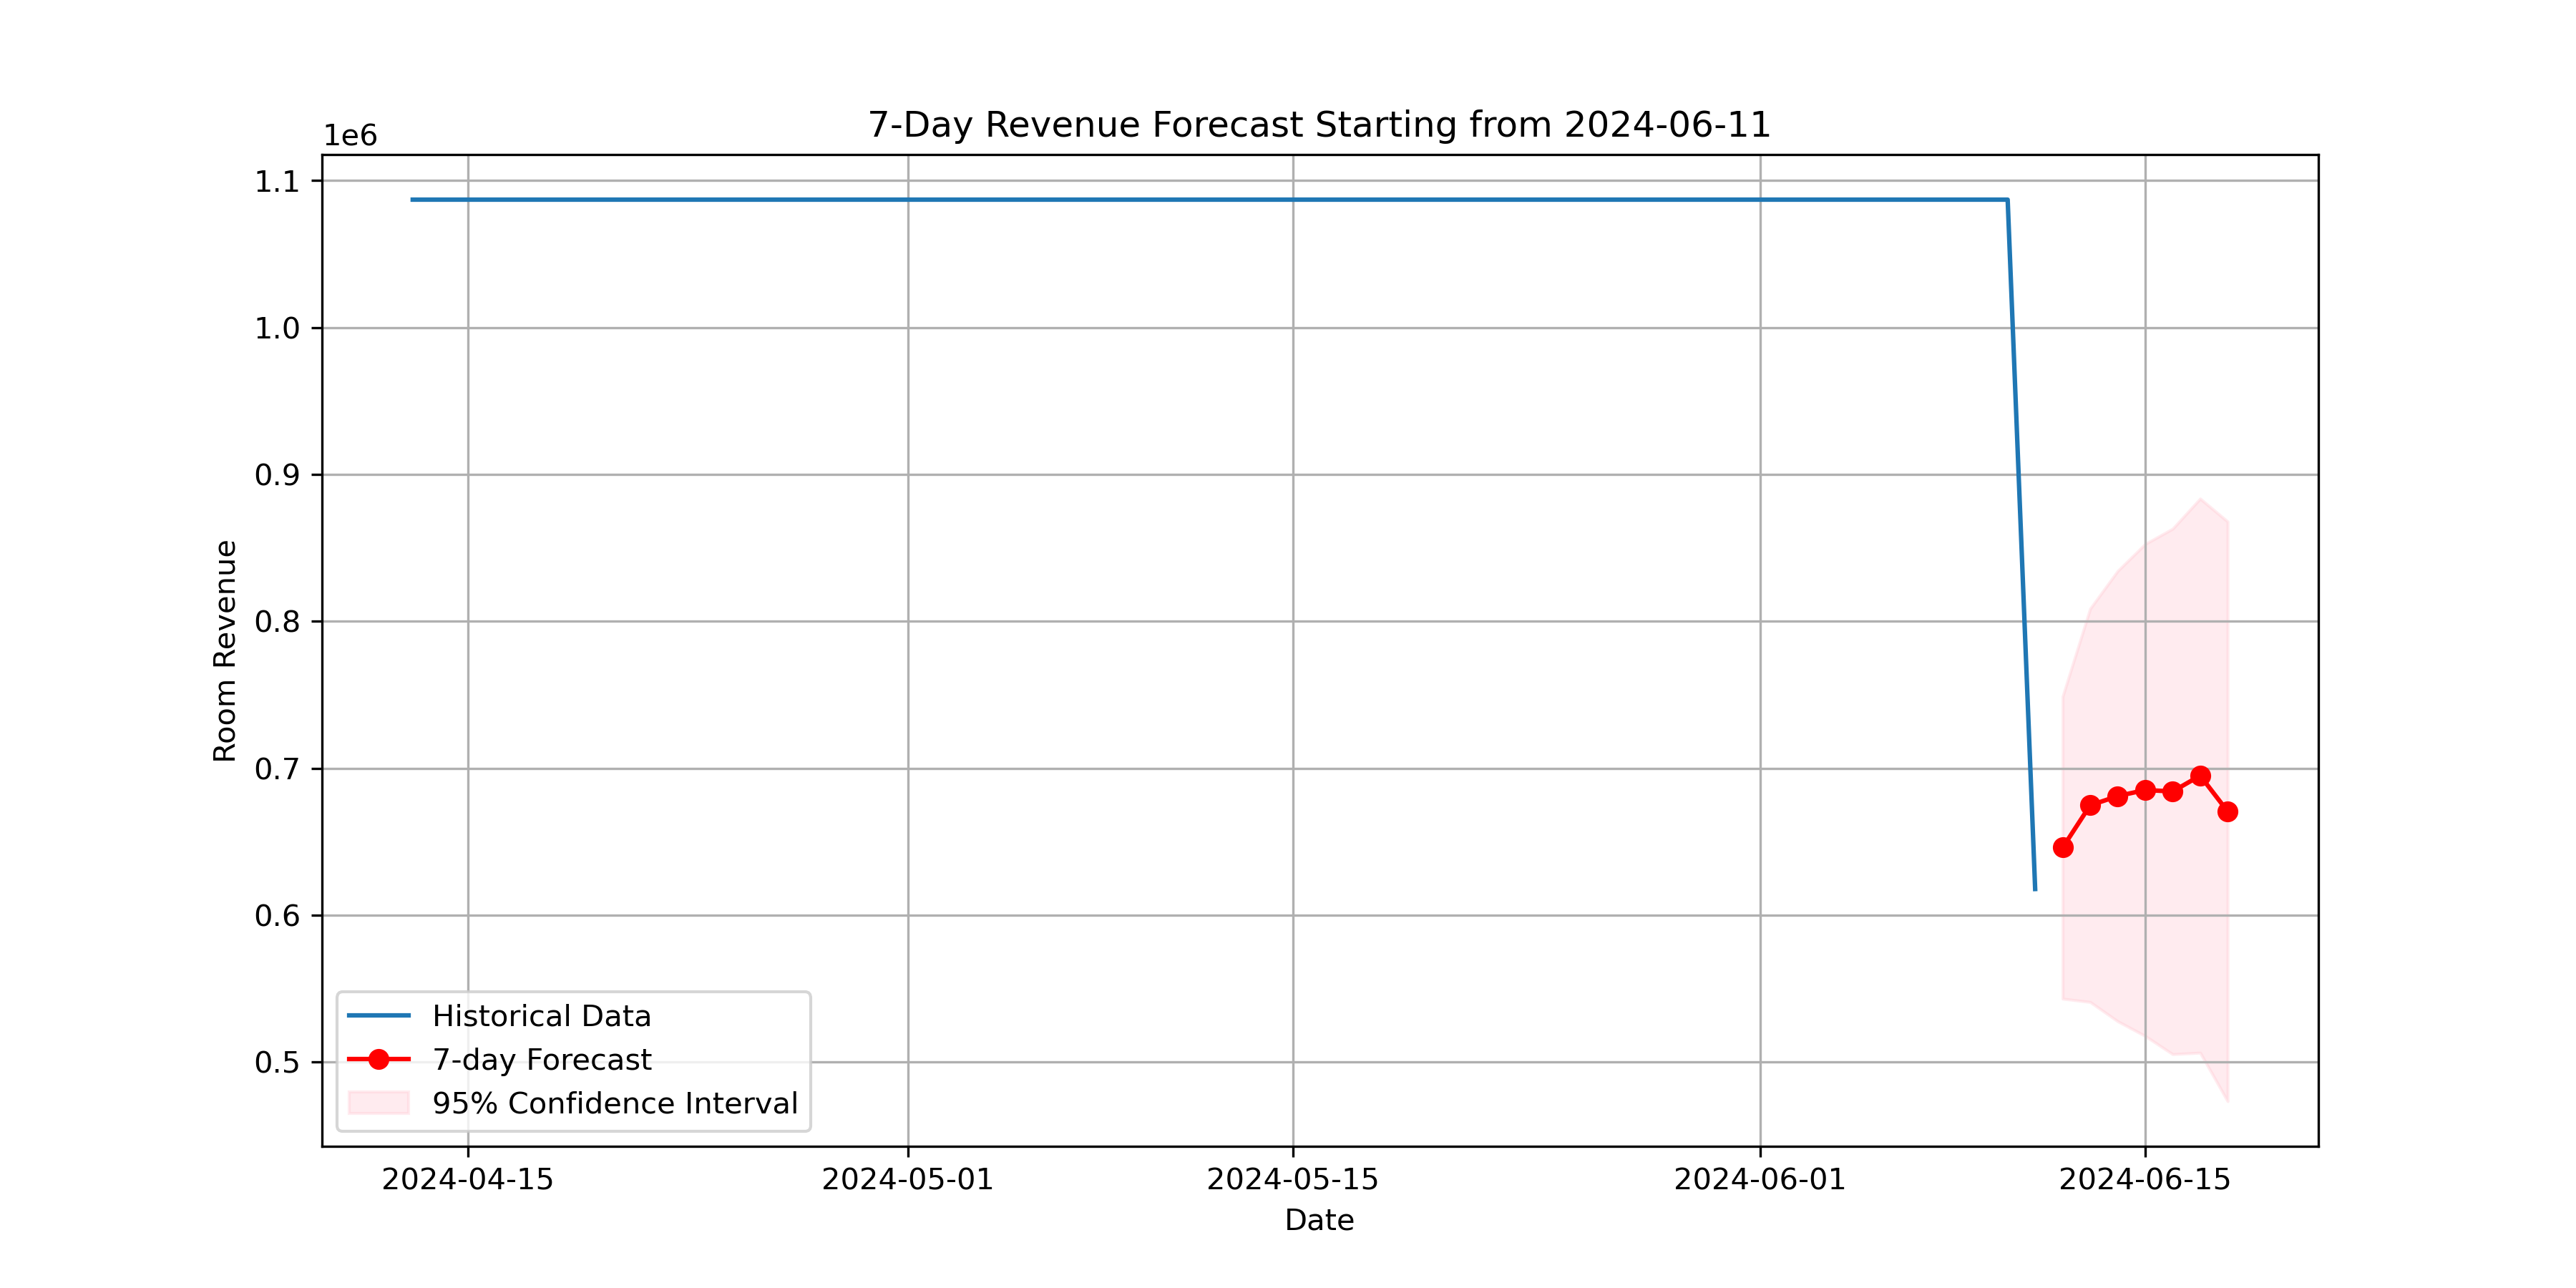 7-Day Revenue Forecast Starting from 2024-06-11
1e6
1.1
1.0
0.9
0.8
0.7
0.6
0.5
Room Revenue
Historical Data
7-day Forecast
95% Confidence Interval
2024-04-15 2024-05-01 2024-05-15 2024-06-01 2024-06-15
Date